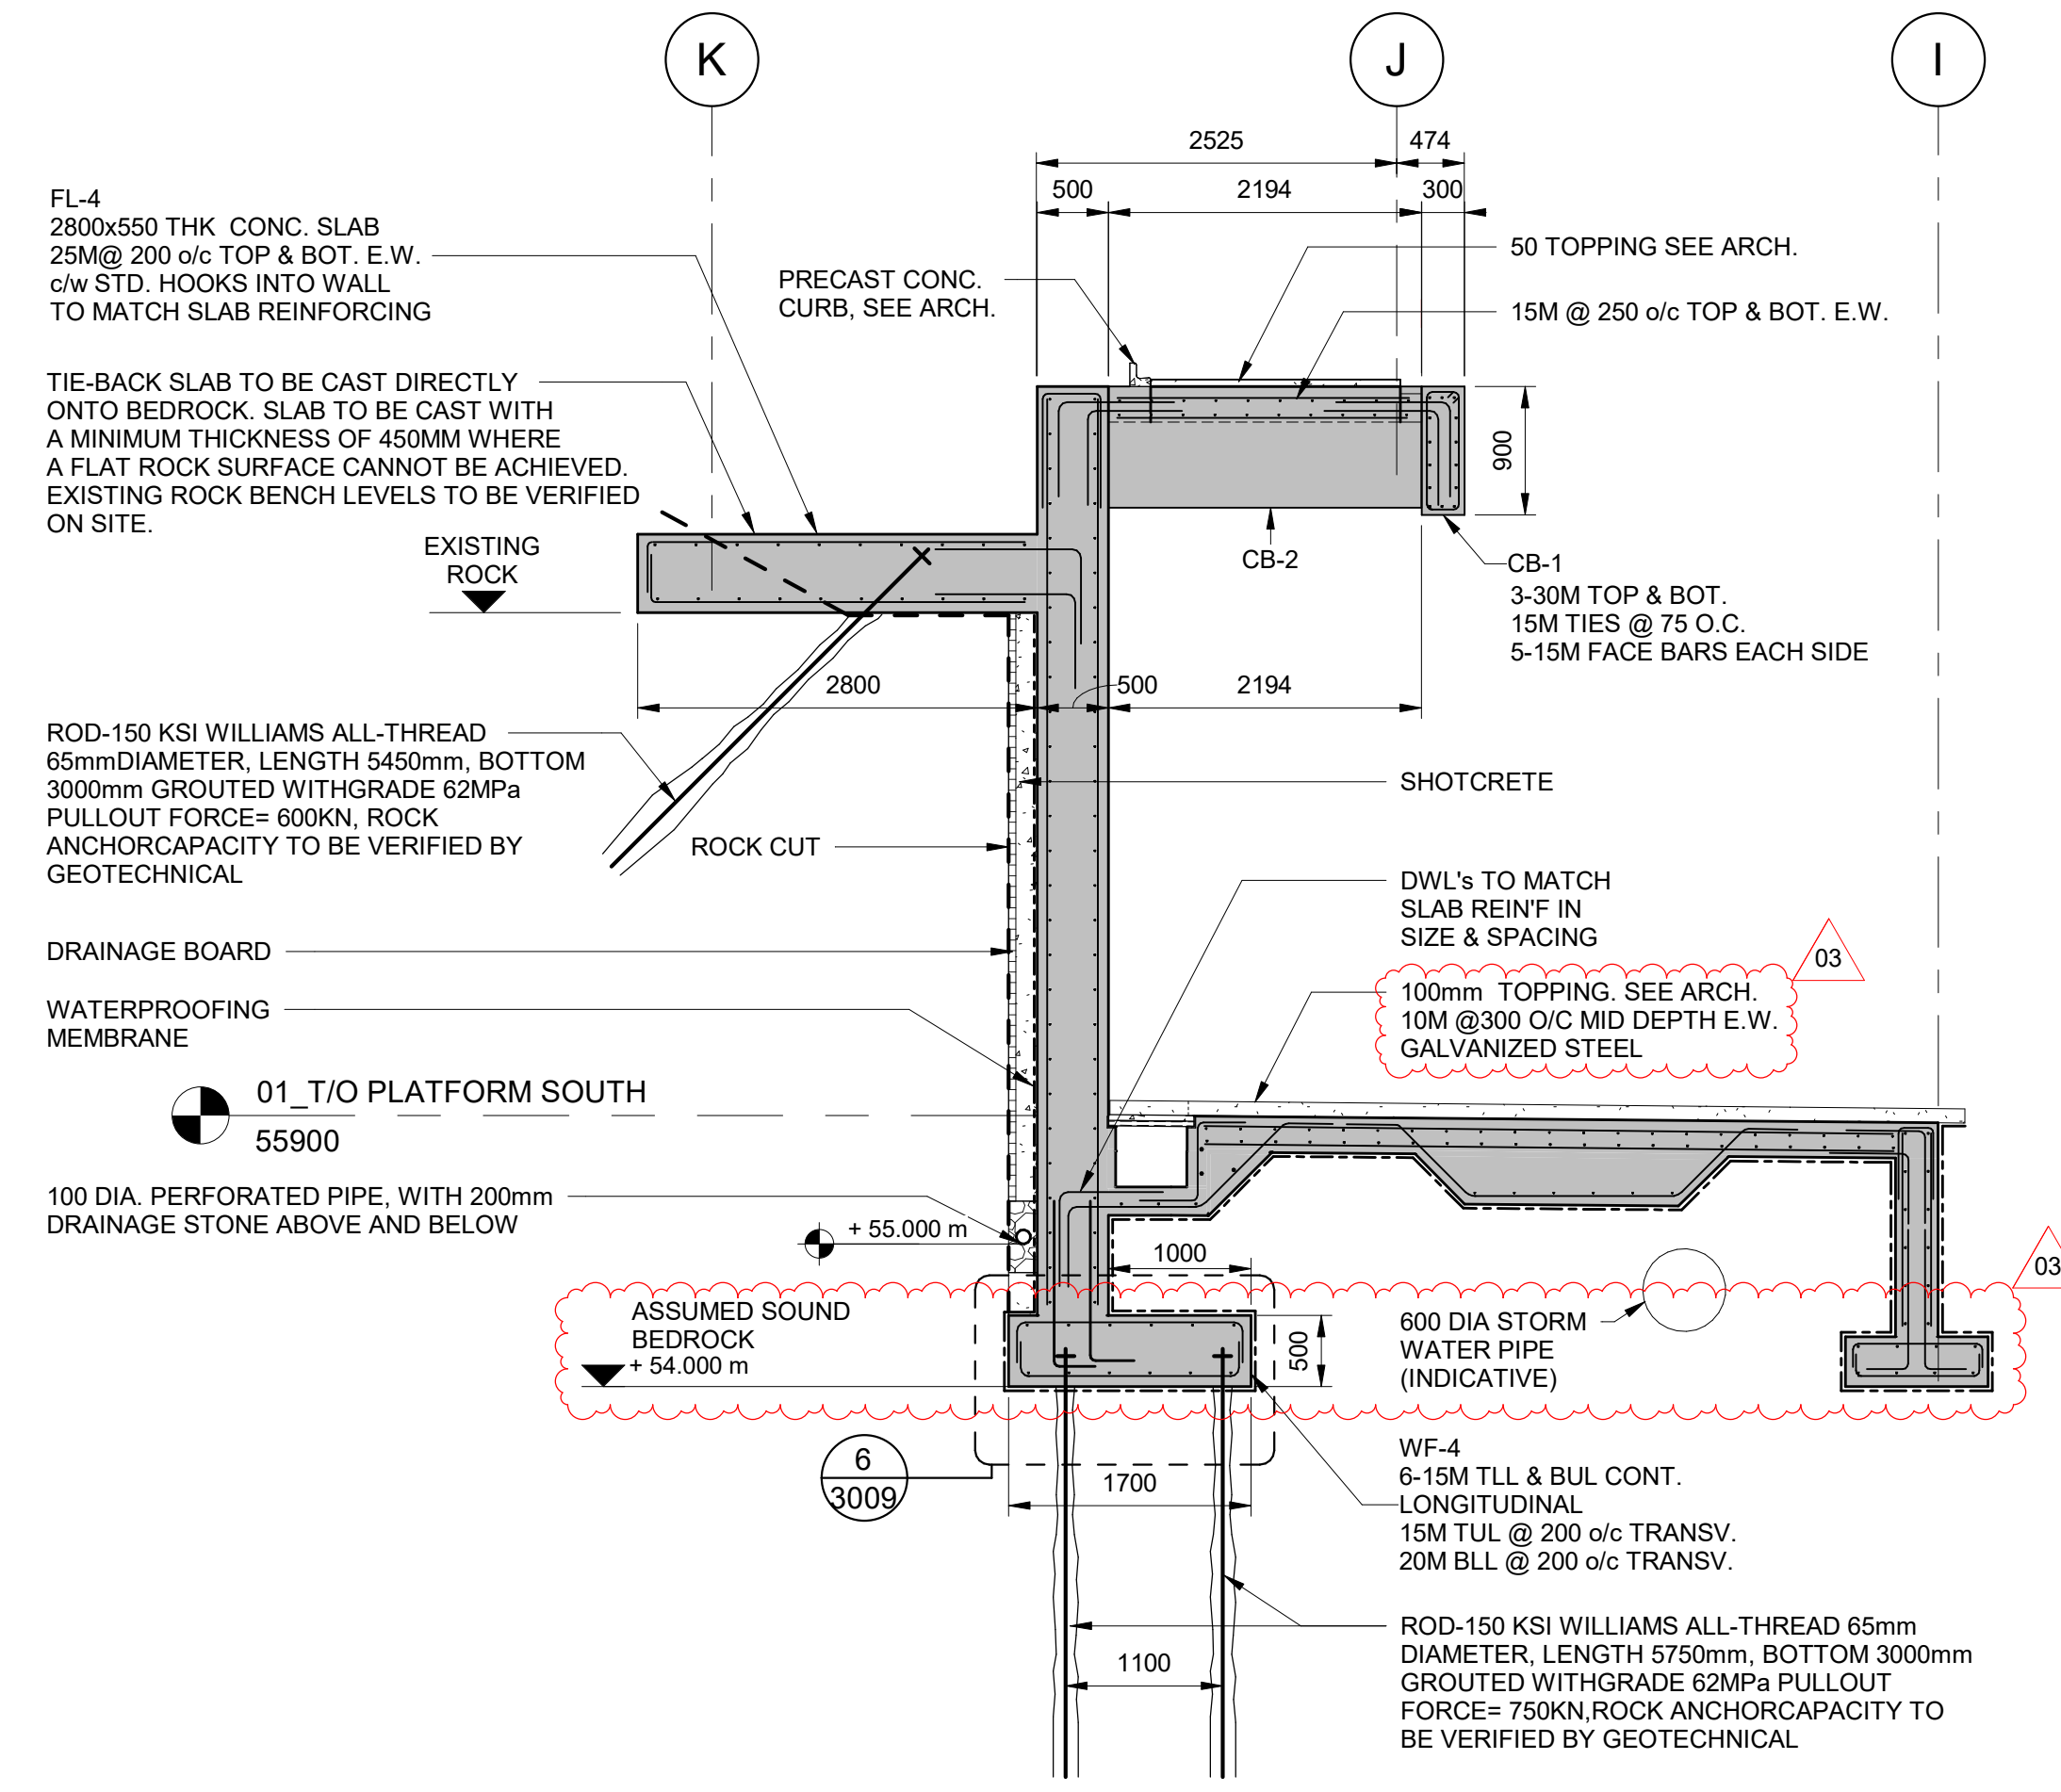 K
J
I
2525
474
500
2194
300
FL-4
2800x550 THK CONC. SLAB
25M@ 200 o/c TOP & BOT. E.W.
c/w STD. HOOKS INTO WALL
TO MATCH SLAB REINFORCING
PRECAST CONC.
CURB, SEE ARCH.
50 TOPPING SEE ARCH.
15M @ 250 o/c TOP & BOT. E.W.
TIE-BACK SLAB TO BE CAST DIRECTLY
ONTO BEDROCK. SLAB TO BE CAST WITH
A MINIMUM THICKNESS OF 450MM WHERE
A FLAT ROCK SURFACE CANNOT BE ACHIEVED.
EXISTING ROCK BENCH LEVELS TO BE VERIFIED
ON SITE.
900
EXISTING
ROCK
CB-2
CB-1
3-30M TOP & BOT.
15M TIES @ 75 O.C.
5-15M FACE BARS EACH SIDE
2800
500
2194
ROD-150 KSI WILLIAMS ALL-THREAD
65mmDIAMETER, LENGTH 5450mm, BOTTOM
3000mm GROUTED WITHGRADE 62MPa
PULLOUT FORCE= 600KN, ROCK
ANCHORCAPACITY TO BE VERIFIED BY
GEOTECHNICAL
SHOTCRETE
ROCK CUT
DWL's TO MATCH
SLAB REIN'F IN
SIZE & SPACING
DRAINAGE BOARD
03
100mm TOPPING. SEE ARCH.
10M @300 O/C MID DEPTH E.W.
GALVANIZED STEEL
WATERPROOFING
MEMBRANE
01_T/O PLATFORM SOUTH
55900
100 DIA. PERFORATED PIPE, WITH 200mm
DRAINAGE STONE ABOVE AND BELOW
+ 55.000 m
1000
03
ASSUMED SOUND
BEDROCK
+ 54.000 m
500
600 DIA STORM
WATER PIPE
(INDICATIVE)
6
3009
1700
WF-4
6-15M TLL & BUL CONT.
LONGITUDINAL
15M TUL @ 200 o/c TRANSV.
20M BLL @ 200 o/c TRANSV.
1100
ROD-150 KSI WILLIAMS ALL-THREAD 65mm
DIAMETER, LENGTH 5750mm, BOTTOM 3000mm
GROUTED WITHGRADE 62MPa PULLOUT
FORCE= 750KN,ROCK ANCHORCAPACITY TO
BE VERIFIED BY GEOTECHNICAL